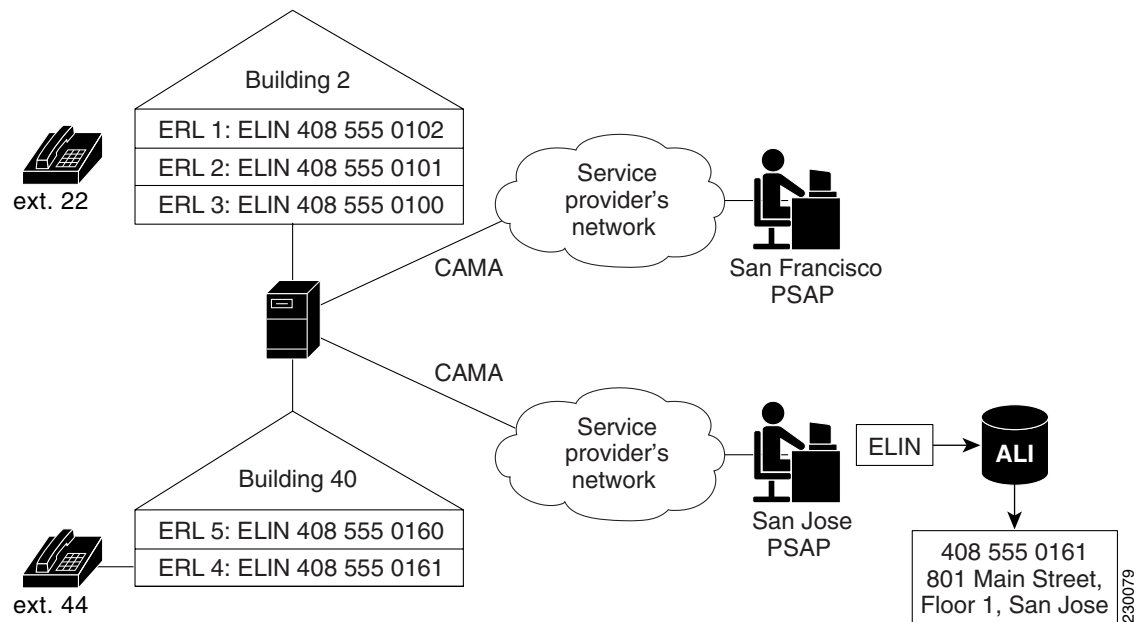 Building 2
ERL 1: ELIN 408 555 0102
ERL 2: ELIN 408 555 0101
ERL 3: ELIN 408 555 0100
ext. 22
CAMA
Service
provider's
network
San Francisco
PSAP
CAMA
Service
provider's
network
San Jose
PSAP
ELIN
ALI
408 555 0161
801 Main Street,
Floor 1, San Jose
Building 40
ERL 5: ELIN 408 555 0160
ERL 4: ELIN 408 555 0161
ext. 44
230079